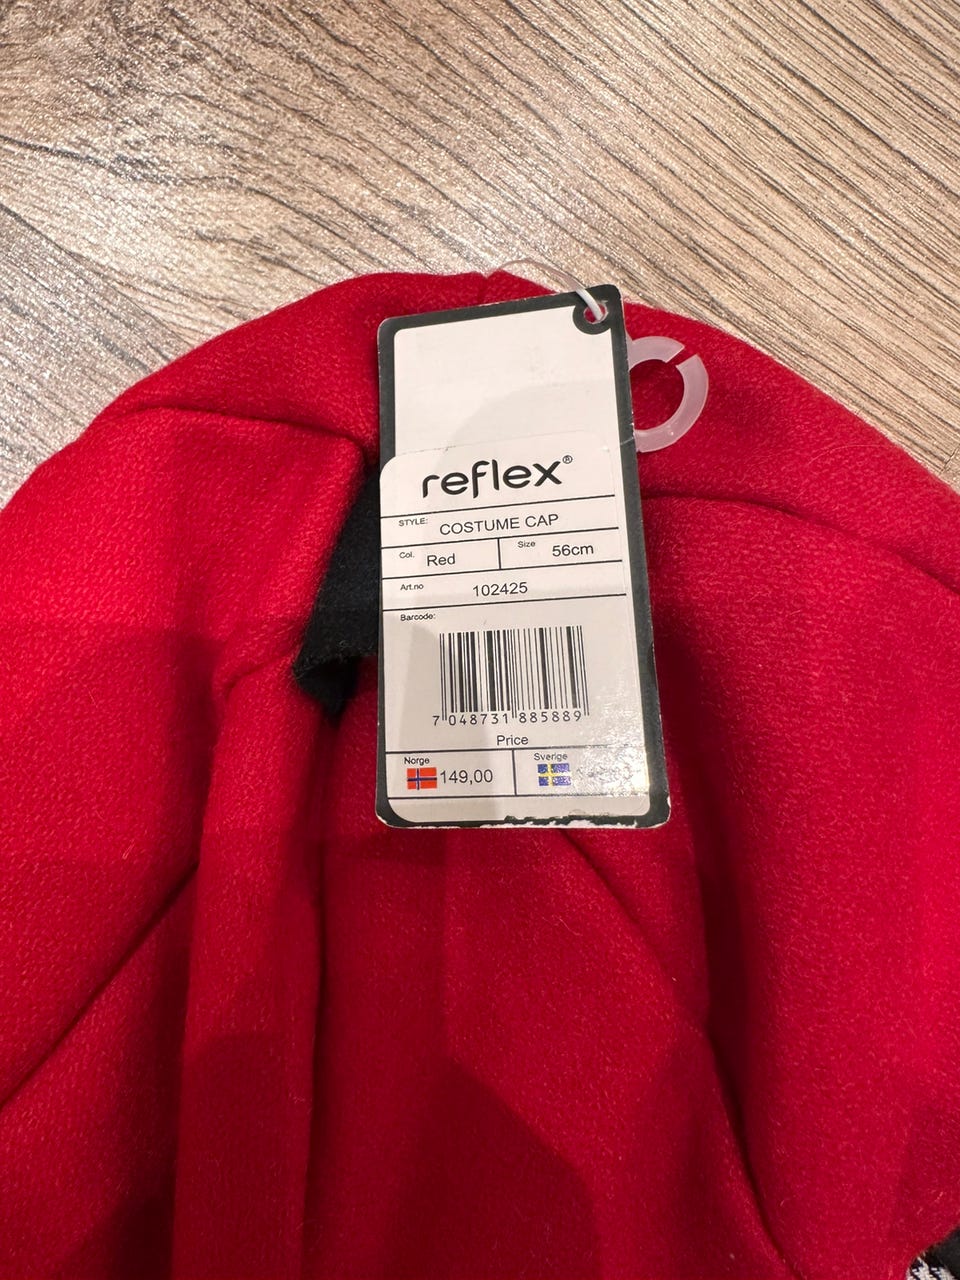 reflex®
STYLE: COSTUME CAP
Col. Red Size 56cm
Art.no 102425
Barcode:
7 048731 885889
Price
Norge Sverige
149,00